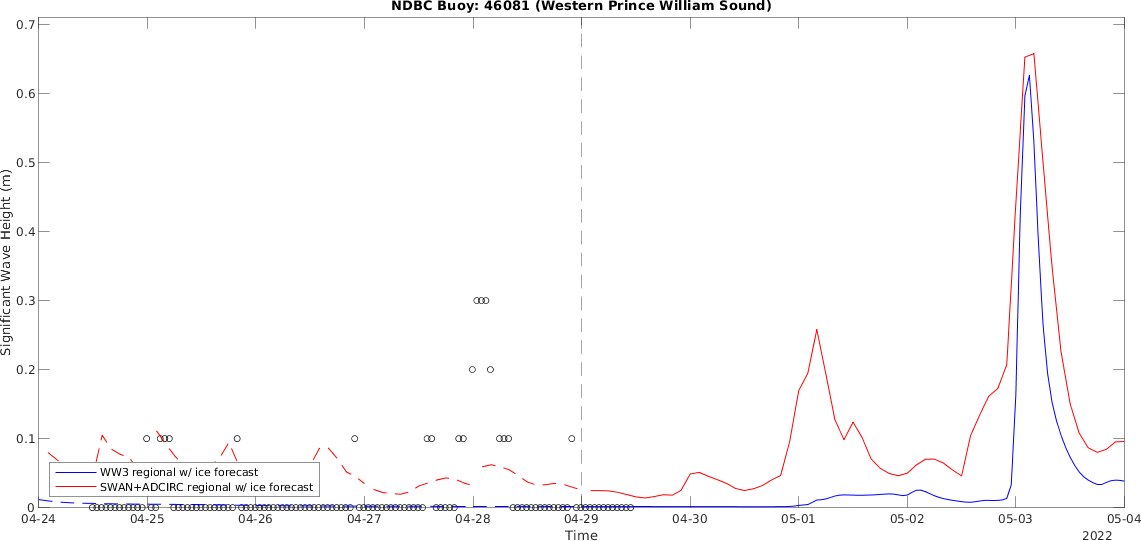 NDBC Buoy: 46081 (Western Prince William Sound)
Significant Wave Height (m)
0.7
0.6
0.5
0.4
0.3
0.2
0.1
0
WW3 regional w/ ice forecast
SWAN+ADCIRC regional w/ ice forecast
04-24 04-25 04-26 04-27 04-28 04-29 04-30 05-01 05-02 05-03 05-04
Time
2022